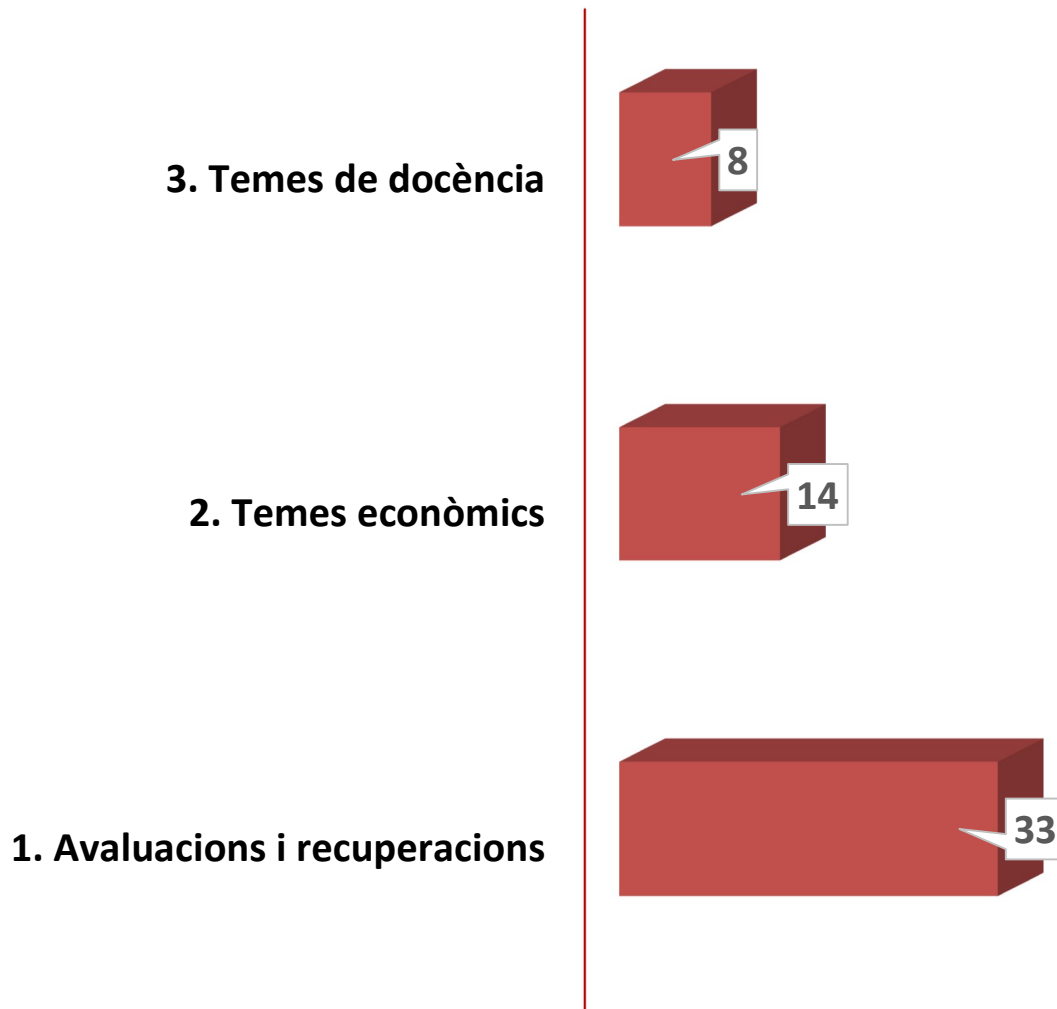 3. Temes de docència
8
2. Temes econòmics
14
1. Avaluacions i recuperacions
33